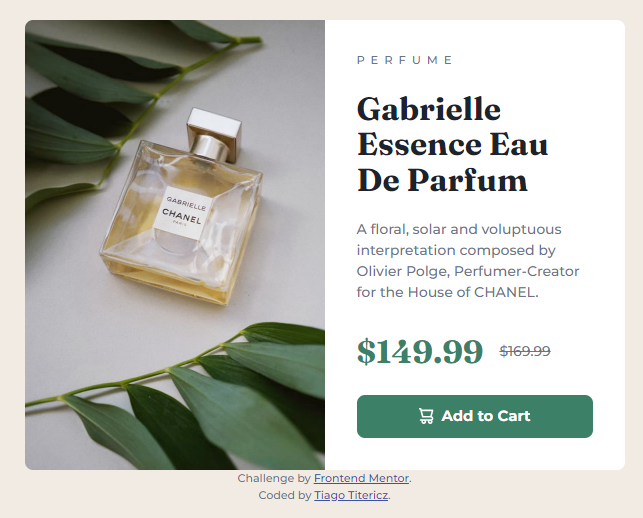 GABRIELLE
CHANEL
PARIS
PERFUME
Gabrielle
Essence Eau
De Parfum
A floral, solar and voluptuous
interpretation composed by
Olivier Polge, Perfumer-Creator
for the House of CHANEL.
$149.99 $169.99
Add to Cart
Challenge by Frontend Mentor.
Coded by Tiago Titericz.